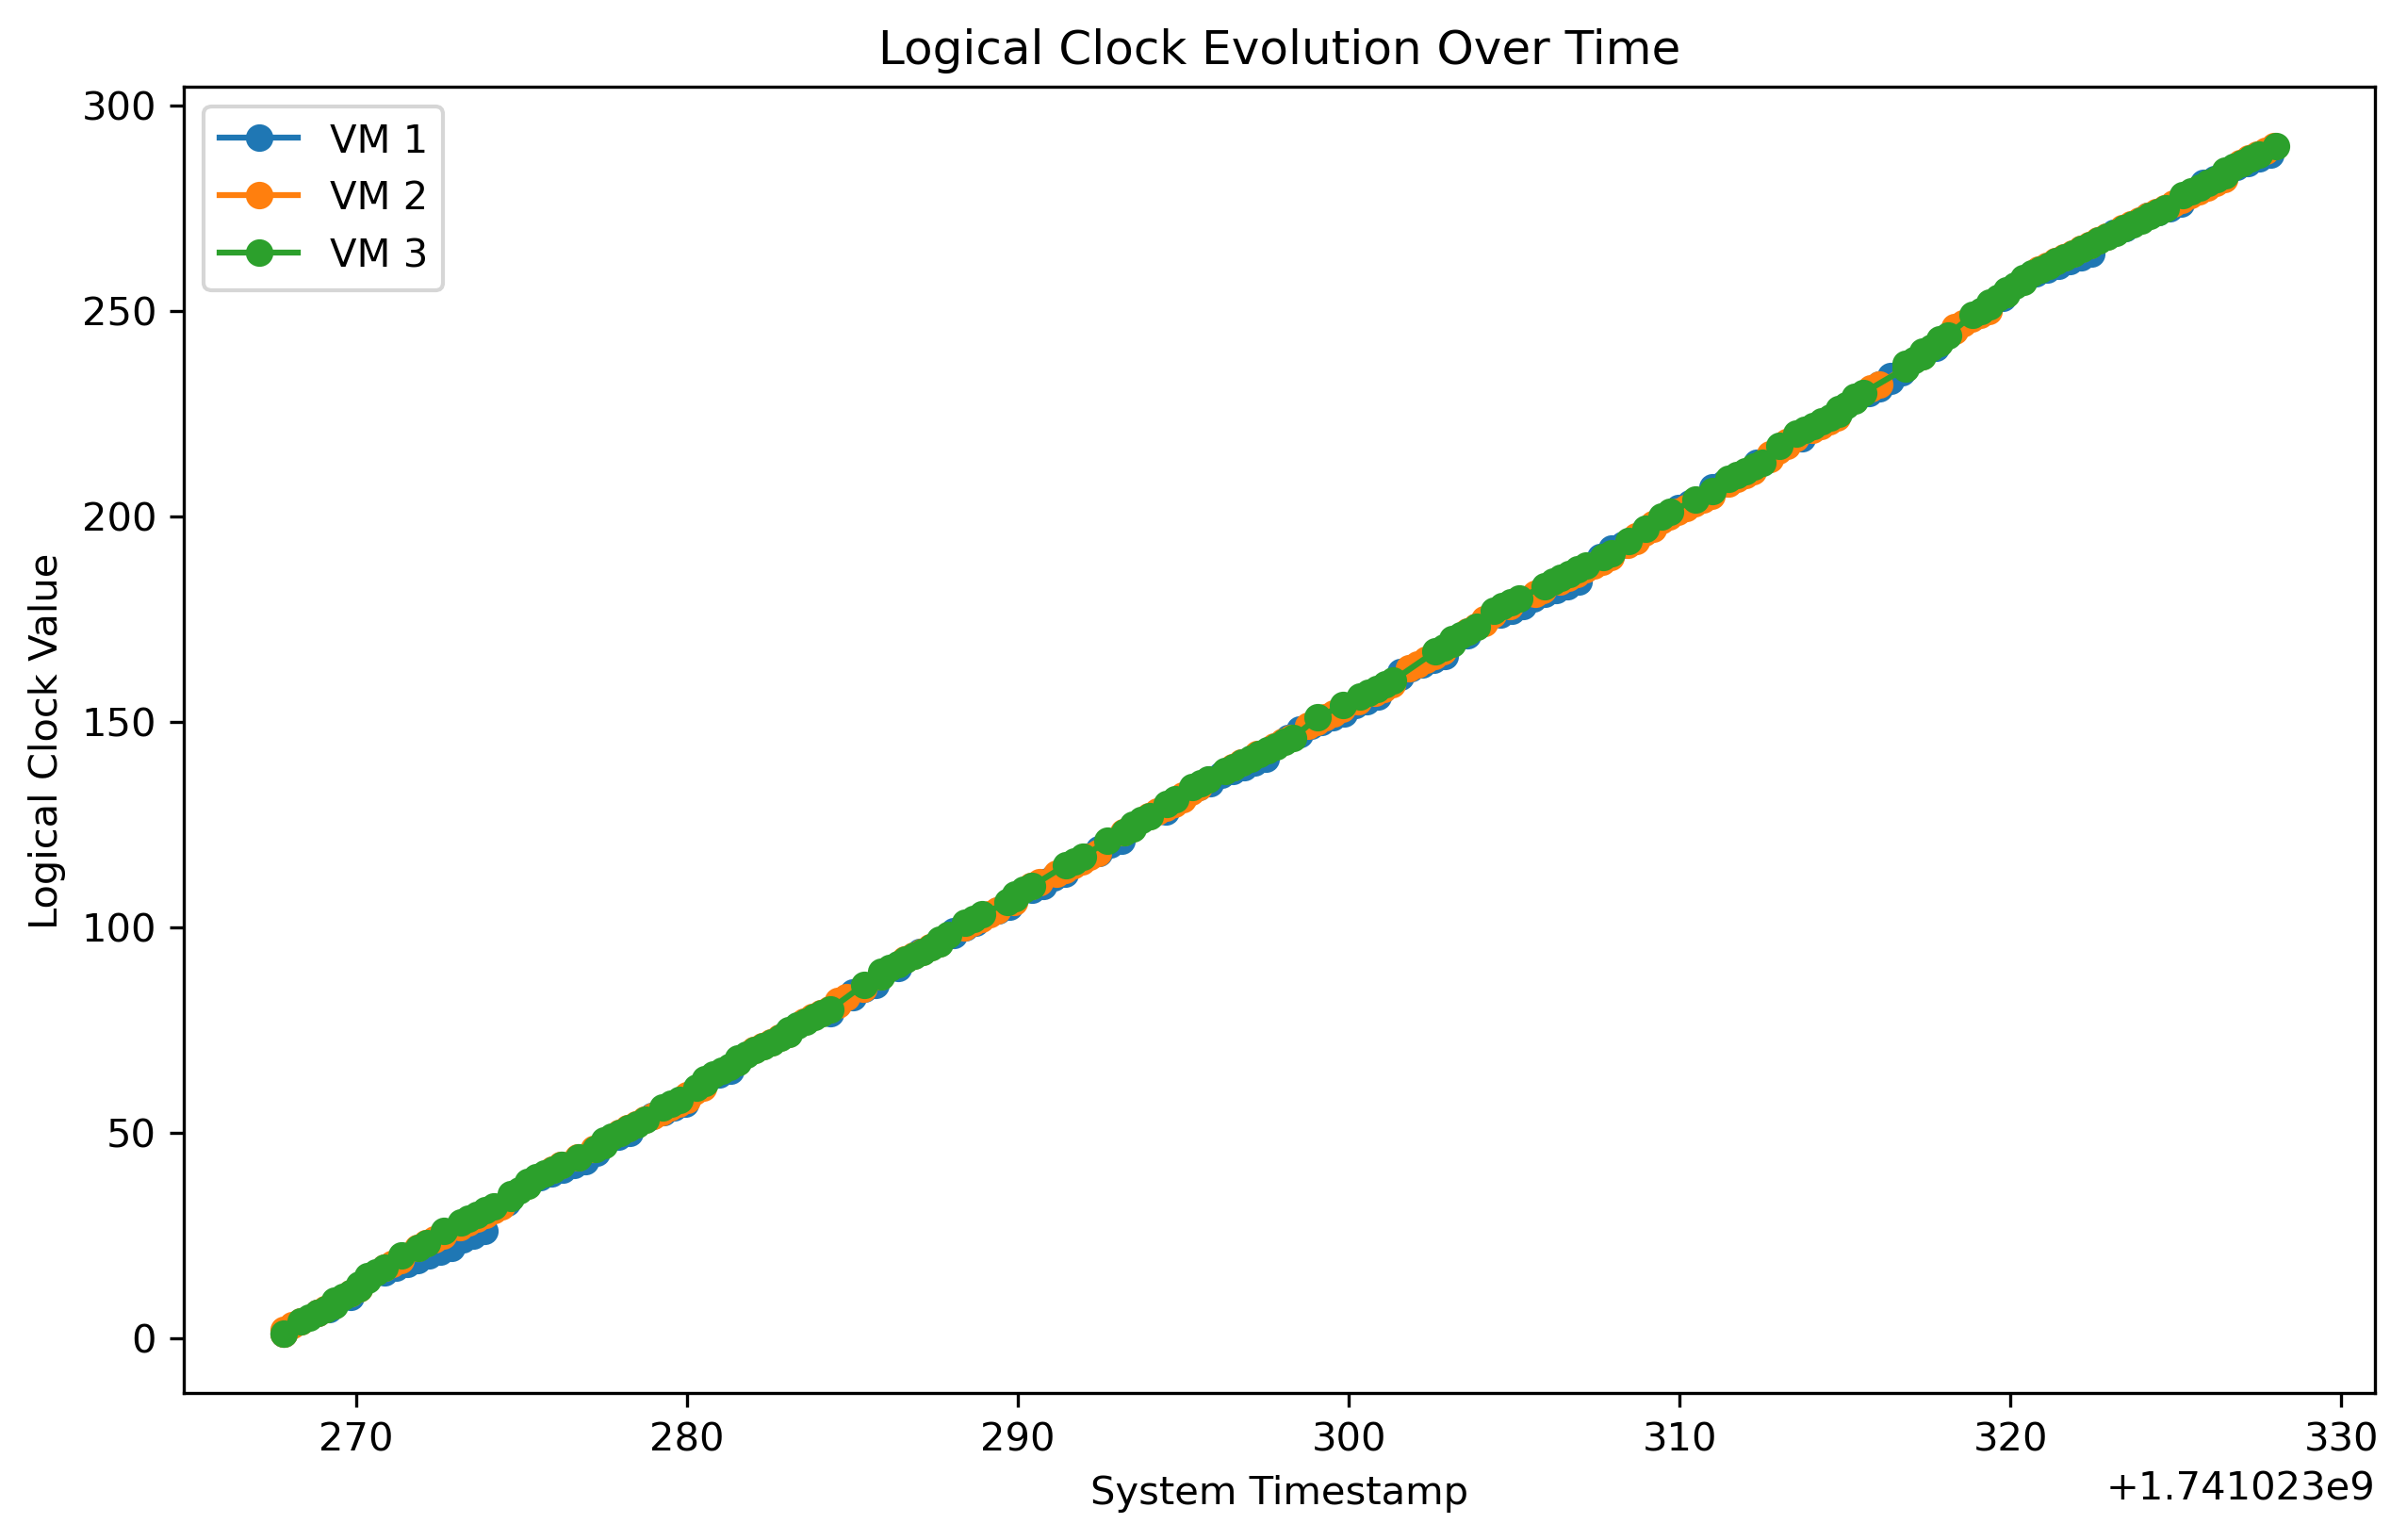 Logical Clock Evolution Over Time
VM 1
VM 2
VM 3
Logical Clock Value
300
250
200
150
100
50
0
270 280 290 300 310 320 330
System Timestamp
+1.741023e9